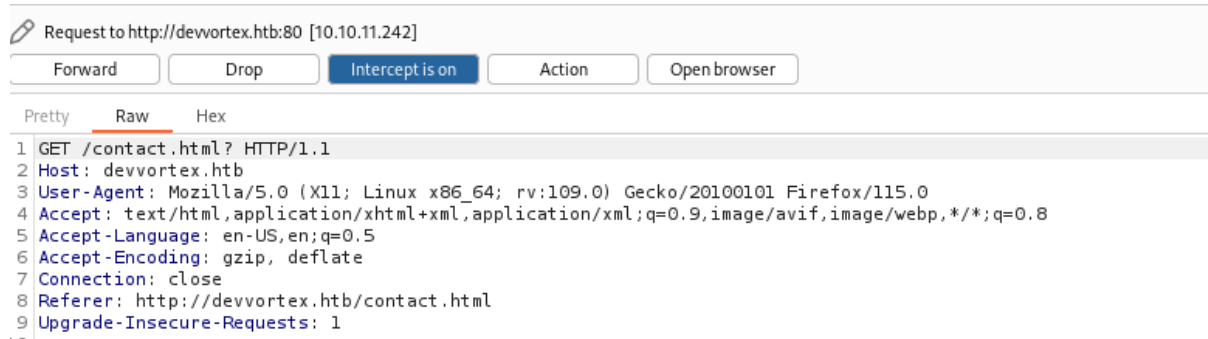 Request to http://devvortex.htb:80 [10.10.11.242]
Forward Drop Intercept is on Action Open browser
Pretty Raw Hex
1 GET /contact.html? HTTP/1.1
2 Host: devvortex.htb
3 User-Agent: Mozilla/5.0 (X11; Linux x86_64; rv:109.0) Gecko/20100101 Firefox/115.0
4 Accept: text/html,application/xhtml+xml,application/xml;q=0.9,image/avif,image/webp,*/*;q=0.8
5 Accept-Language: en-US,en;q=0.5
6 Accept-Encoding: gzip, deflate
7 Connection: close
8 Referer: http://devvortex.htb/contact.html
9 Upgrade-Insecure-Requests: 1